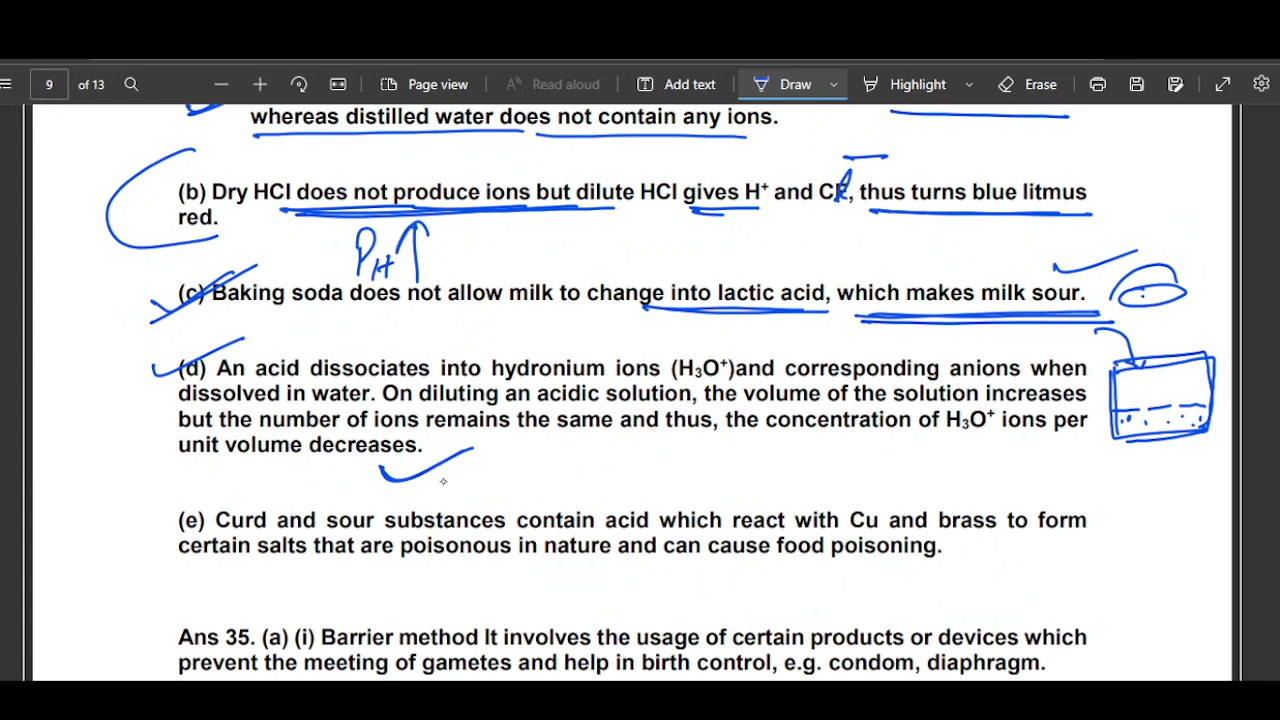 9 of 13 Page view Read aloud Add text Draw Highlight Erase
whereas distilled water does not contain any ions.
(b) Dry HCl does not produce ions but dilute HCl gives H⁺ and Cl, thus turns blue litmus
red.
PH↑
(c) Baking soda does not allow milk to change into lactic acid, which makes milk sour.
(d) An acid dissociates into hydronium ions (H₃O⁺)and corresponding anions when
dissolved in water. On diluting an acidic solution, the volume of the solution increases
but the number of ions remains the same and thus, the concentration of H₃O⁺ ions per
unit volume decreases.
(e) Curd and sour substances contain acid which react with Cu and brass to form
certain salts that are poisonous in nature and can cause food poisoning.
Ans 35. (a) (i) Barrier method It involves the usage of certain products or devices which
prevent the meeting of gametes and help in birth control, e.g. condom, diaphragm.